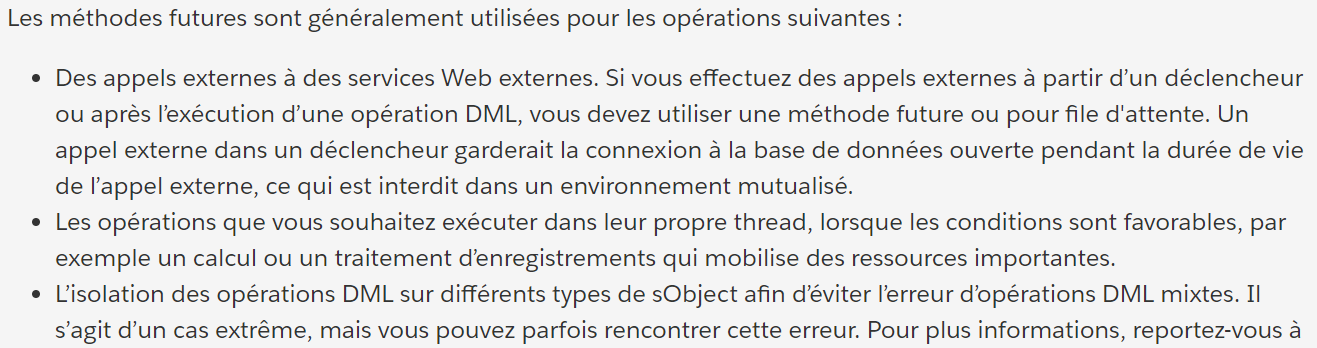 Les méthodes futures sont généralement utilisées pour les opérations suivantes :
• Des appels externes à des services Web externes. Si vous effectuez des appels externes à partir d’un déclencheur
ou après l’exécution d’une opération DML, vous devez utiliser une méthode future ou pour file d'attente. Un
appel externe dans un déclencheur garderait la connexion à la base de données ouverte pendant la durée de vie
de l’appel externe, ce qui est interdit dans un environnement mutualisé.
• Les opérations que vous souhaitez exécuter dans leur propre thread, lorsque les conditions sont favorables, par
exemple un calcul ou un traitement d’enregistrements qui mobilise des ressources importantes.
• L’isolation des opérations DML sur différents types de sObject afin d’éviter l’erreur d’opérations DML mixtes. Il
s’agit d’un cas extrême, mais vous pouvez parfois rencontrer cette erreur. Pour plus informations, reportez-vous à